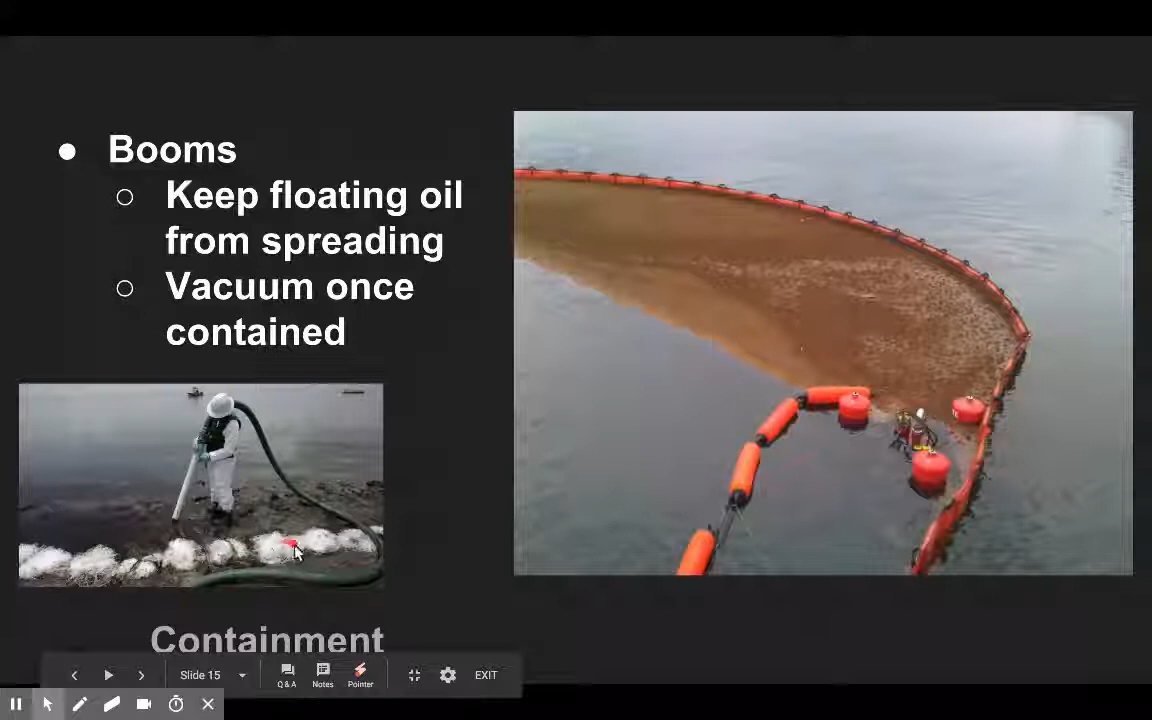 Booms
Keep floating oil
from spreading
Vacuum once
contained
Containment
Slide 15
Q & A
Notes
Pointer
EXIT